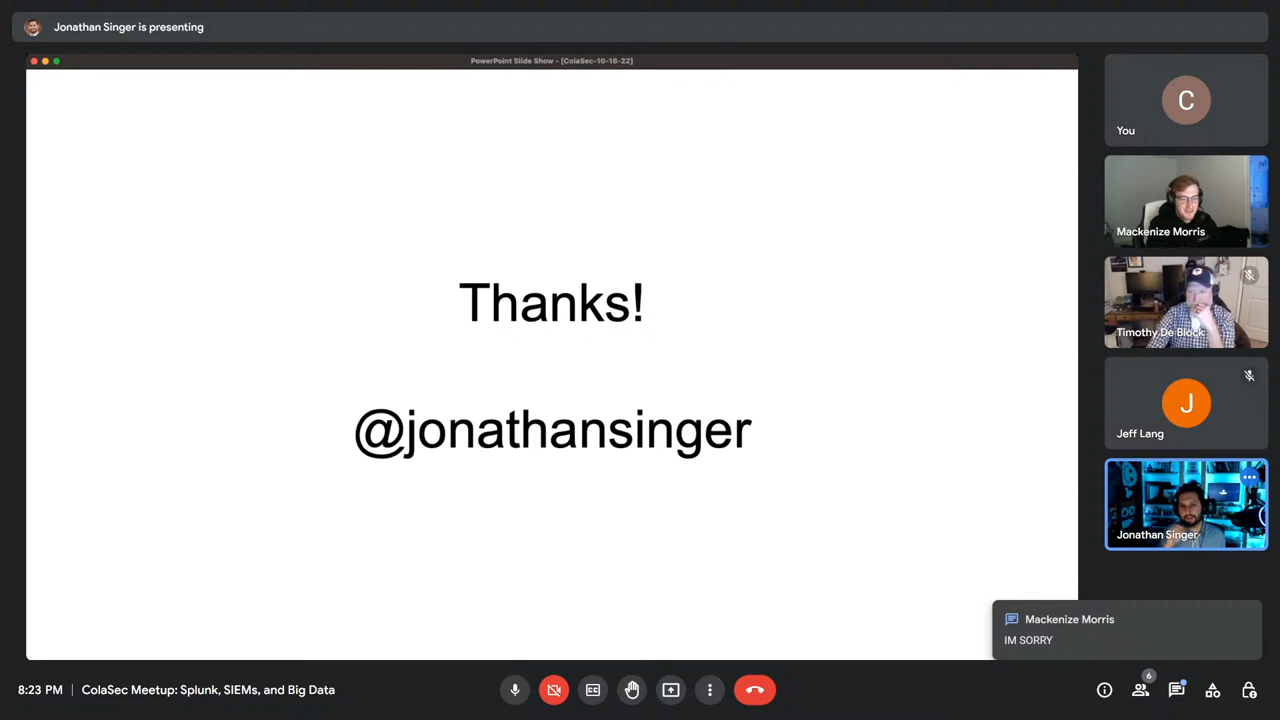 Jonathan Singer is presenting
PowerPoint Slide Show - [ColaSec-10-18-22]
Thanks!
@jonathansinger
C
You
Mackenize Morris
Timothy De Block
J
Jeff Lang
Jonathan Singer
Mackenize Morris
IM SORRY
8:23 PM | ColaSec Meetup: Splunk, SIEMs, and Big Data
CC
6